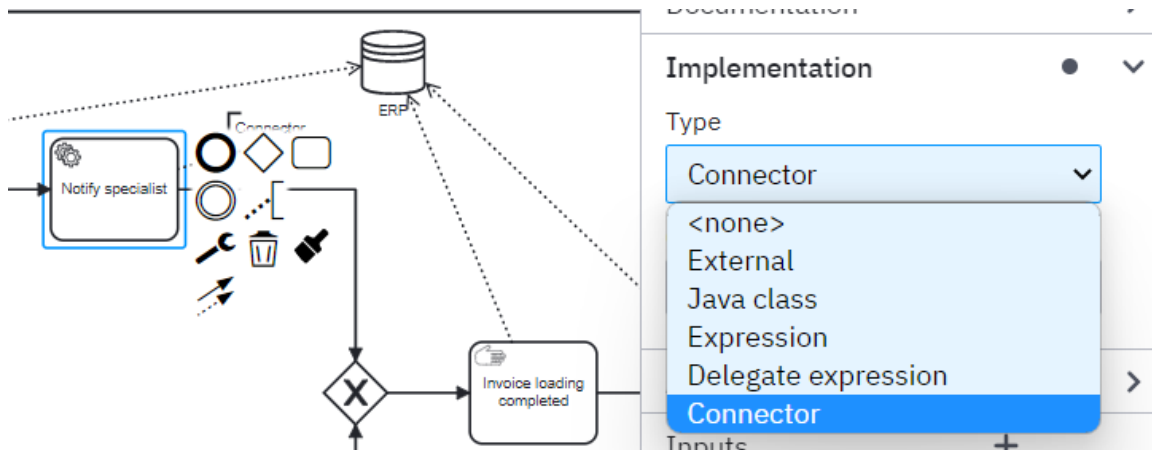 Documentation
Implementation
Type
Connector
<none>
External
Java class
Expression
Delegate expression
Connector
Inputs
ERP
Connector
Notify specialist
Invoice loading
completed